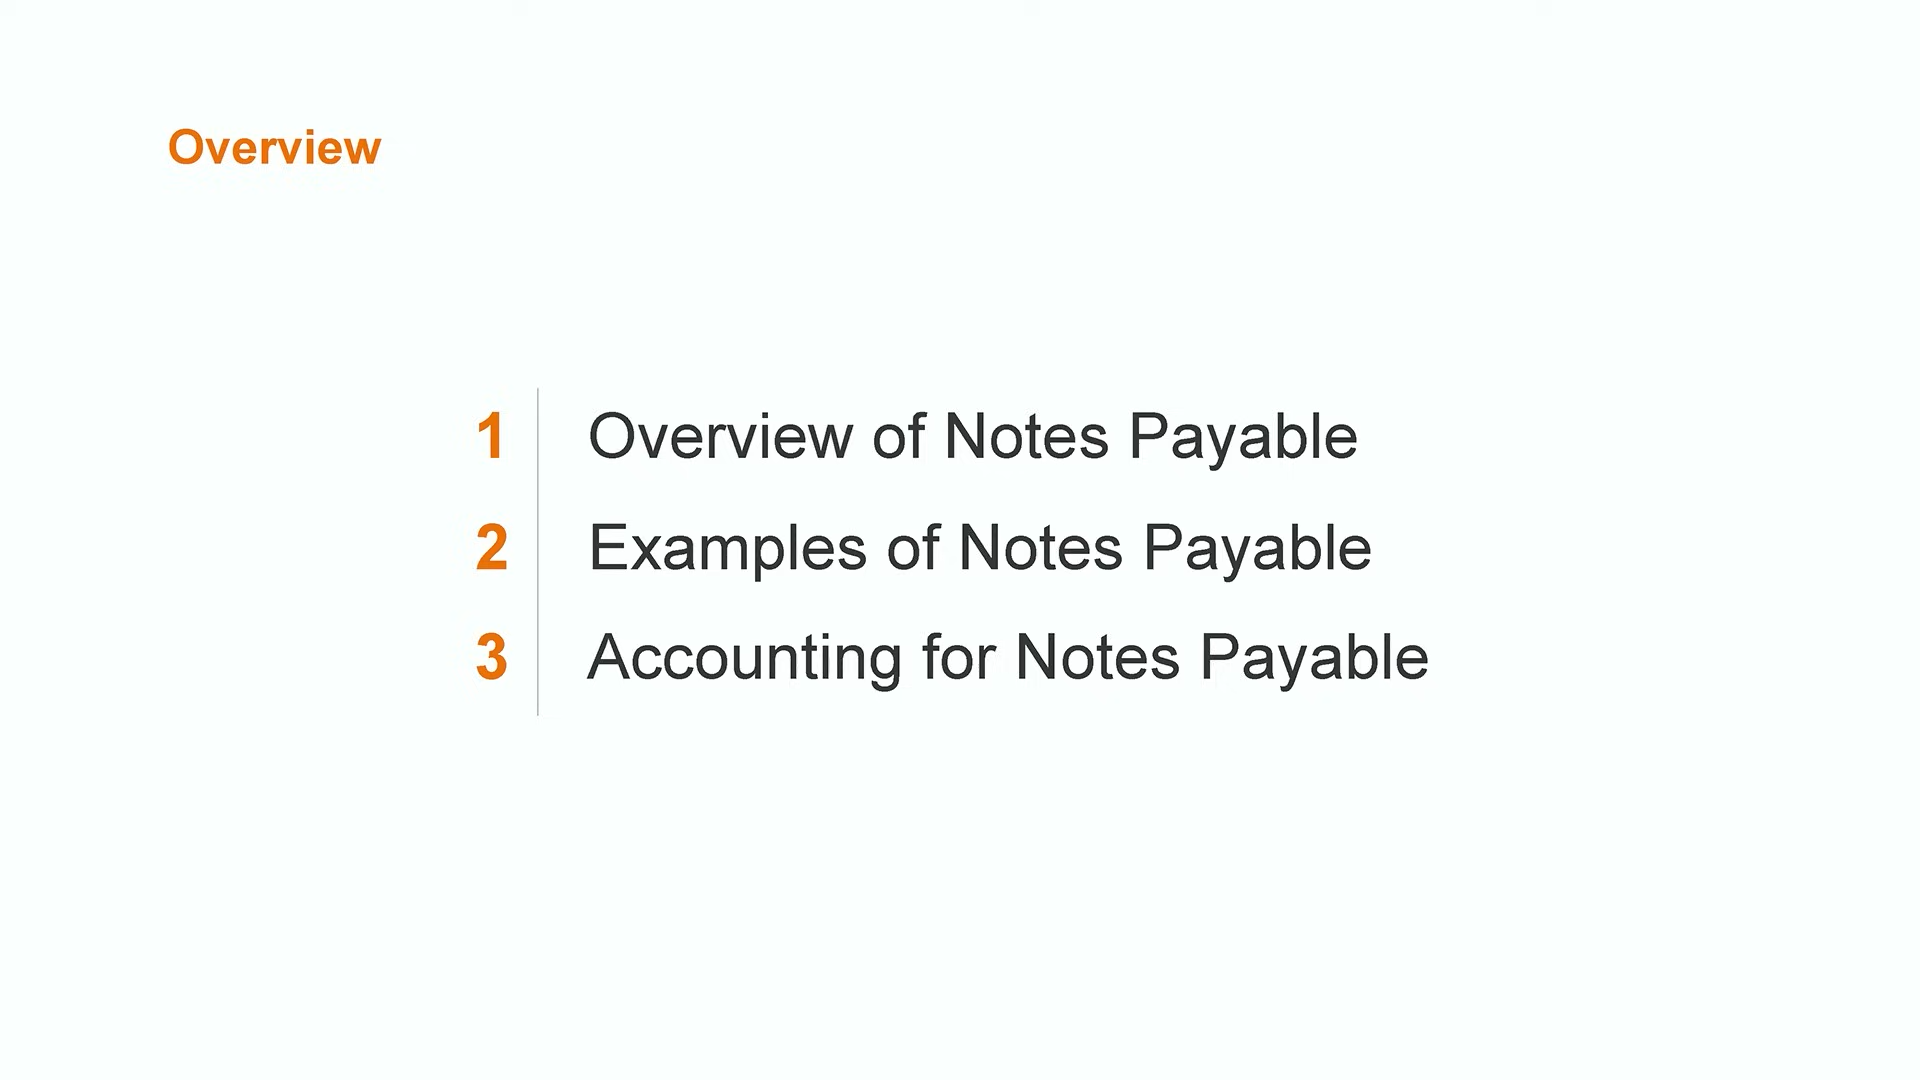 Overview
1 Overview of Notes Payable
2 Examples of Notes Payable
3 Accounting for Notes Payable